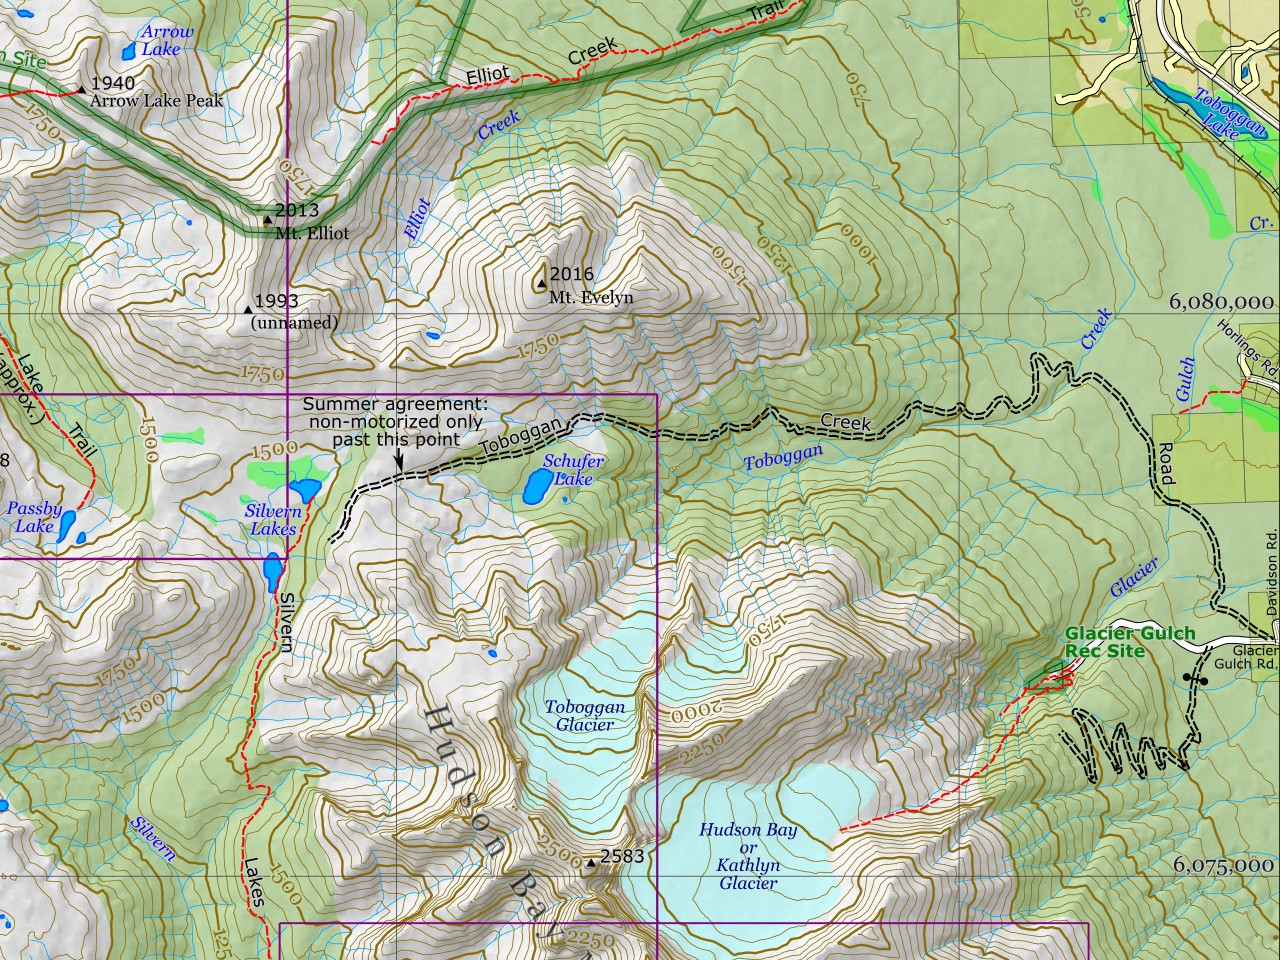 Arrow
Lake
Trail
750
Toboggan
Lake
n Site
Elliot
Creek
1940
Arrow Lake Peak
1750
Creek
1750
2013
Mt. Elliot
Elliot
Cr.
1000
1250
1500
2016
Mt. Evelyn
1993
(unnamed)
6,080,000
Creek
Horlings Rd
1750
1750
Gulch
Lake
(approx.)
Trail
Summer agreement:
non-motorized only
past this point
Toboggan
Creek
1500
1500
Toboggan
Road
8
Schufer
Lake
Passby
Lake
Silvern
Lakes
Davidson Rd.
Glacier
Silvern
1750
Glacier Gulch
Rec Site
Glacier
Gulch Rd.
1750
1500
Toboggan
Glacier
2000
2250
Hudson Bay
Silvern
2500
2583
Hudson Bay
or
Kathlyn
Glacier
6,075,000
Lakes
1500
125
2250